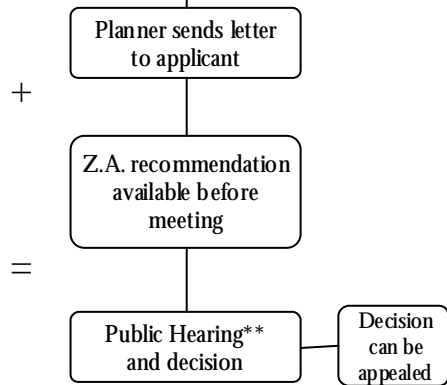 Planner sends letter
to applicant
+
Z.A. recommendation
available before
meeting
=
Public Hearing**
and decision
Decision
can be
appealed